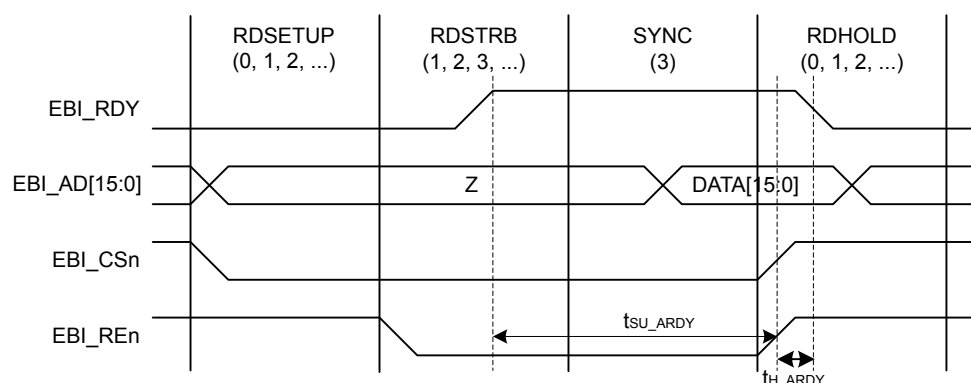 RDSETUP
(0, 1, 2, ...)
RDSTRB
(1, 2, 3, ...)
SYNC
(3)
RDHOLD
(0, 1, 2, ...)
EBI_RDY
EBI_AD[15:0]
Z
DATA[15:0]
EBI_CSn
EBI_REn
tSU_ARDY
tH_ARDY